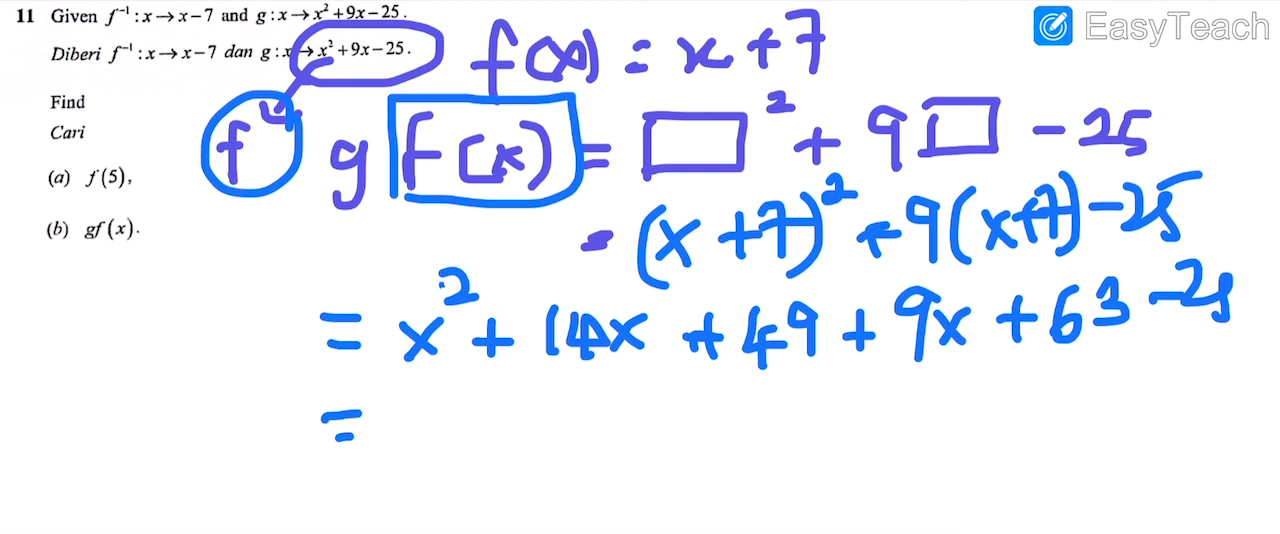 11 Given f⁻¹ : x → x − 7 and g : x → x² + 9x − 25 .
Diberi f⁻¹ : x → x − 7 dan g : x → x² + 9x − 25 .
EasyTeach
f(x) = x + 7
Find
Cari
f g f(x) = □² + 9□ − 25
(a) f(5),
(b) gf(x).
= (x + 7)² + 9(x + 7) − 25
= x² + 14x + 49 + 9x + 63 − 25
=